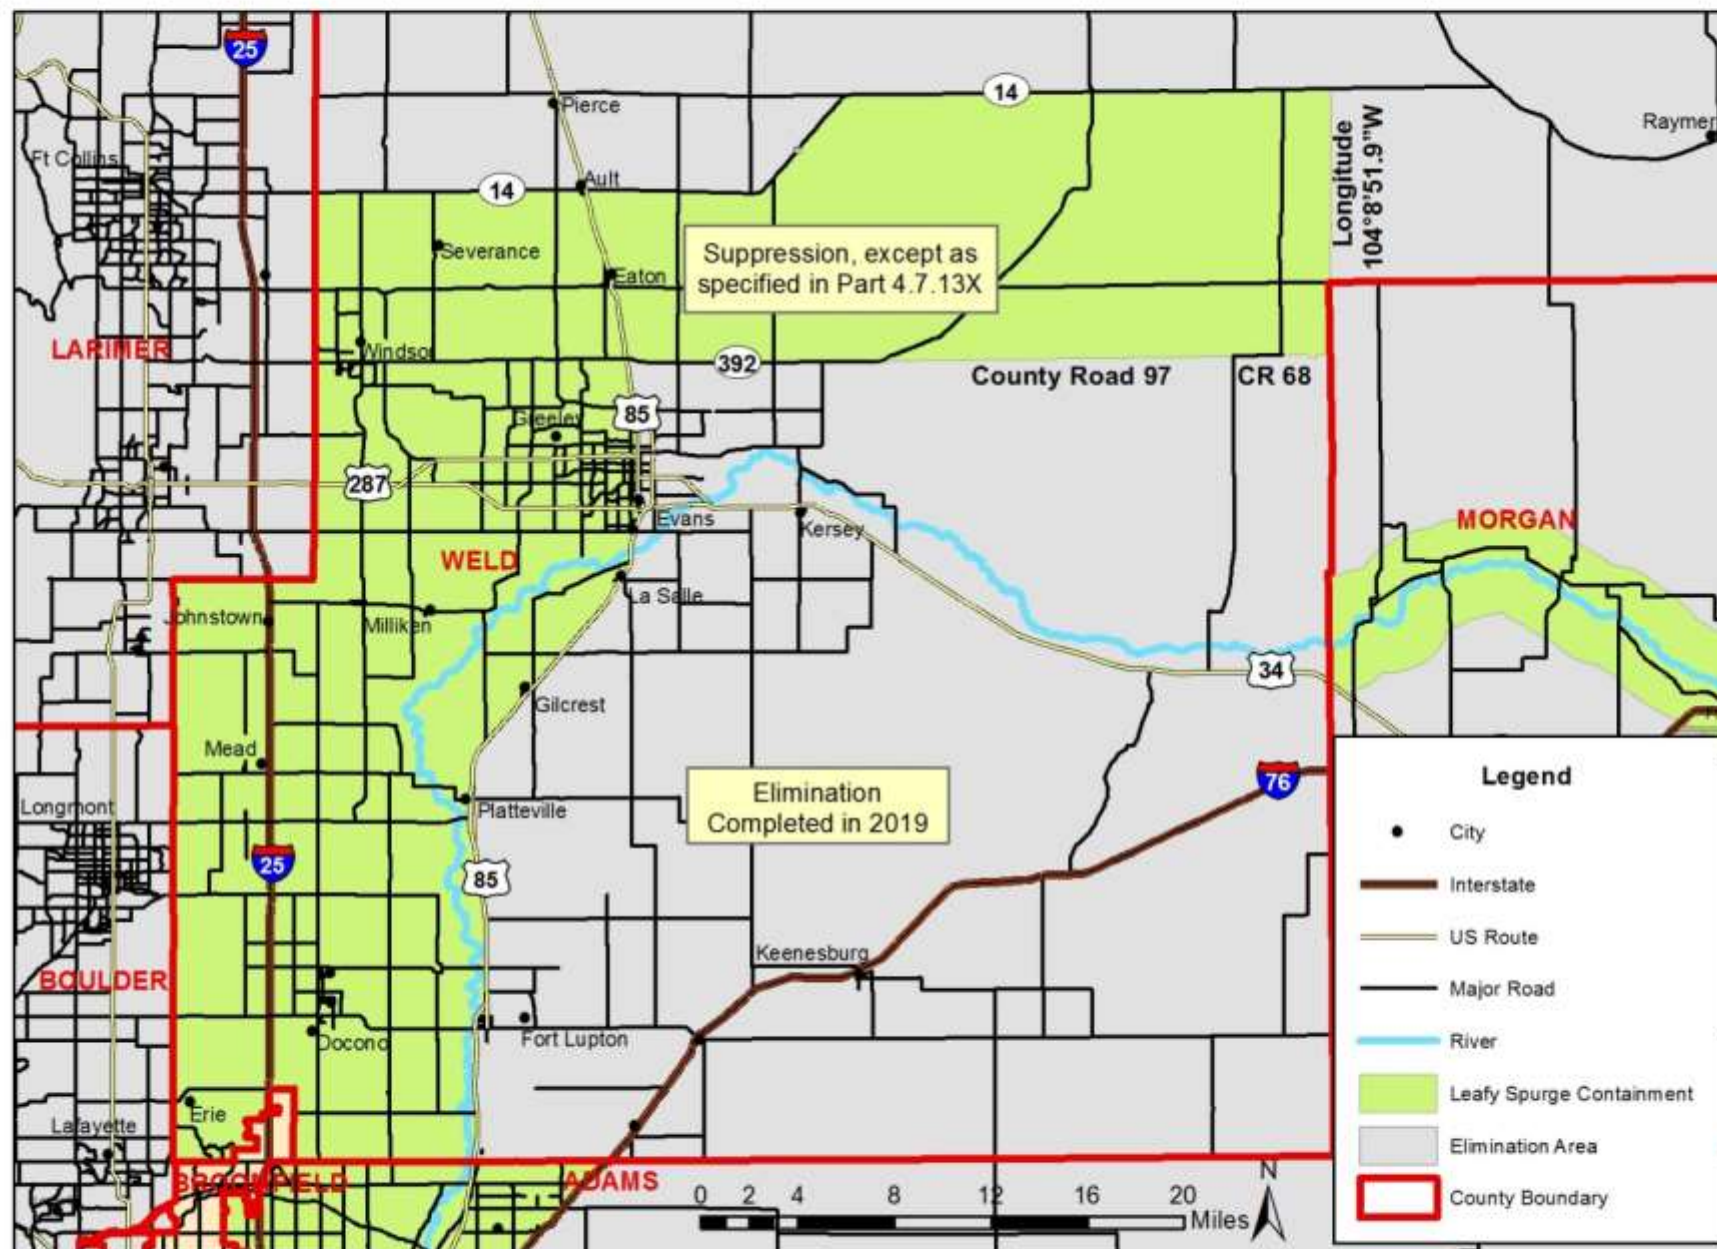 25
14
Pierce
Raymer
Ft Collins
Longitude
104°8'51.9"W
14
Ault
Severance
Suppression, except as
specified in Part 4.7.13X
Eaton
LARIMER
Windsor
392
County Road 97
CR 68
85
Greeley
287
Evans
Kersey
MORGAN
WELD
La Salle
Johnstown
Milliken
34
Gilcrest
Mead
76
Legend
Longmont
Platteville
Elimination
Completed in 2019
City
25
85
Interstate
US Route
Keenesburg
BOULDER
Major Road
Docono
Fort Lupton
River
Leafy Spurge Containment
Erie
Lafayette
Elimination Area
BROOMFIELD
ADAMS
N
County Boundary
0 2 4 8 12 16 20
Miles